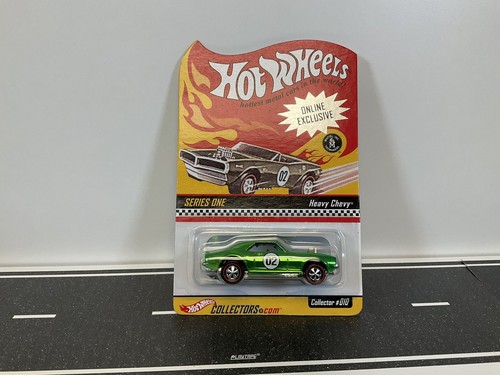 Hot Wheels
hottest metal cars in the world!
ONLINE
EXCLUSIVE
02
SERIES ONE
Heavy Chevy
02
Hot Wheels
COLLECTORS.com
Collector #010
PLAYTAPE